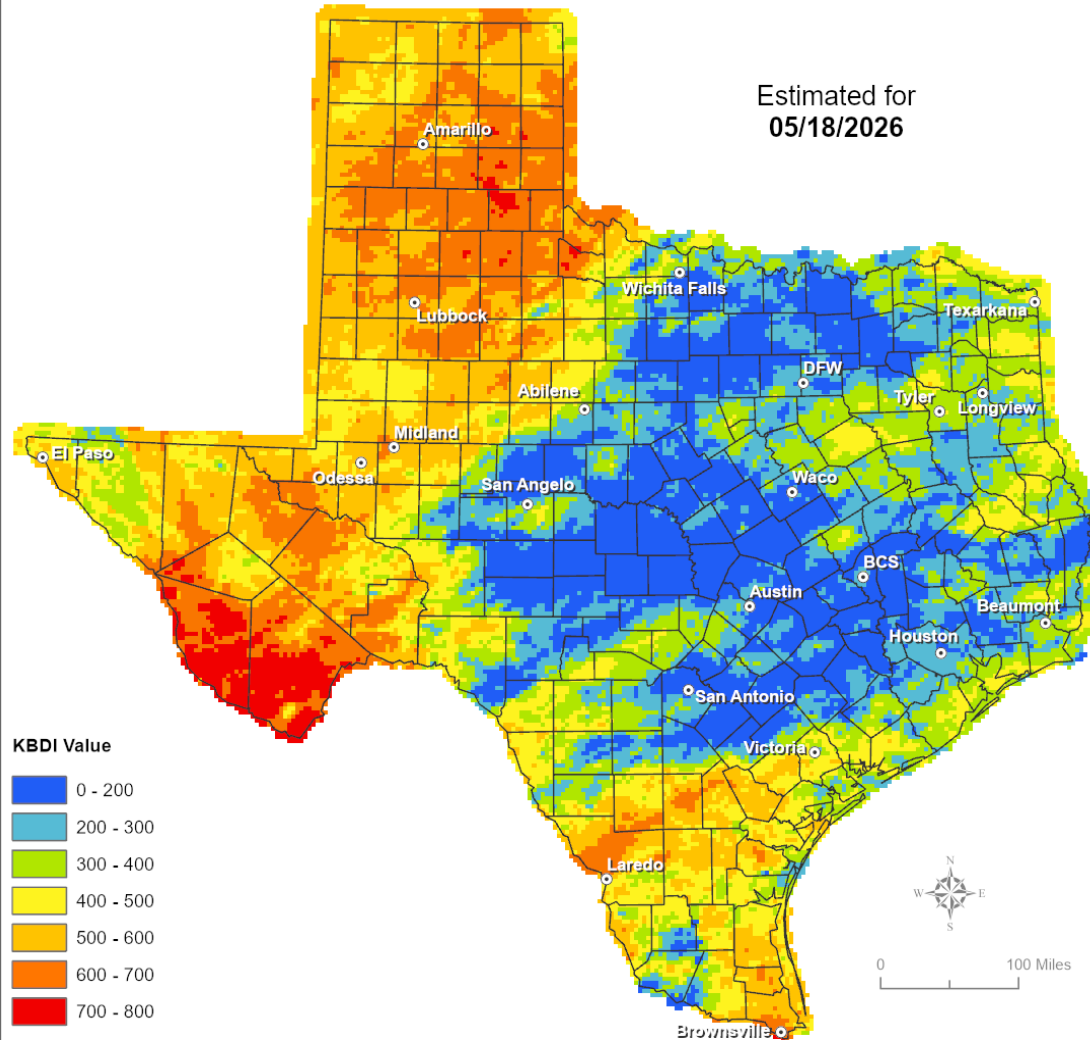 Estimated for
05/18/2026
Amarillo
Wichita Falls
Lubbock
Texarkana
DFW
Abilene
Tyler
Longview
Midland
El Paso
Odessa
San Angelo
Waco
BCS
Austin
Beaumont
Houston
San Antonio
Victoria
Laredo
Brownsville
KBDI Value
0 - 200
200 - 300
300 - 400
400 - 500
500 - 600
600 - 700
700 - 800
N
W E
S
0 100 Miles